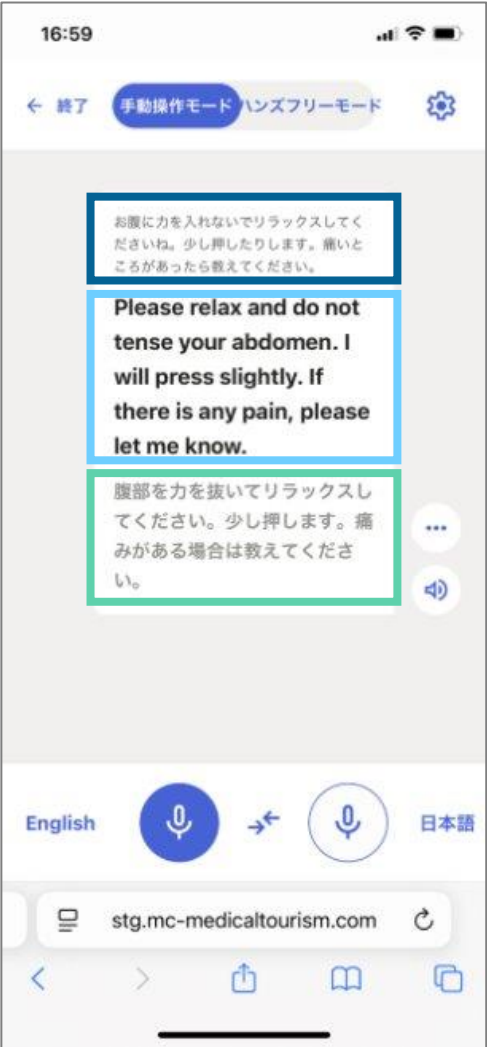 16:59
← 終了
手動操作モード
ハンズフリーモード
お腹に力を入れないでリラックスしてく
ださいね。少し押したりします。痛いと
ころがあったら教えてください。
Please relax and do not
tense your abdomen. I
will press slightly. If
there is any pain, please
let me know.
腹部を力を抜いてリラックスし
てください。少し押します。痛
みがある場合は教えてくださ
い。
English
日本語
stg.mc-medicaltourism.com